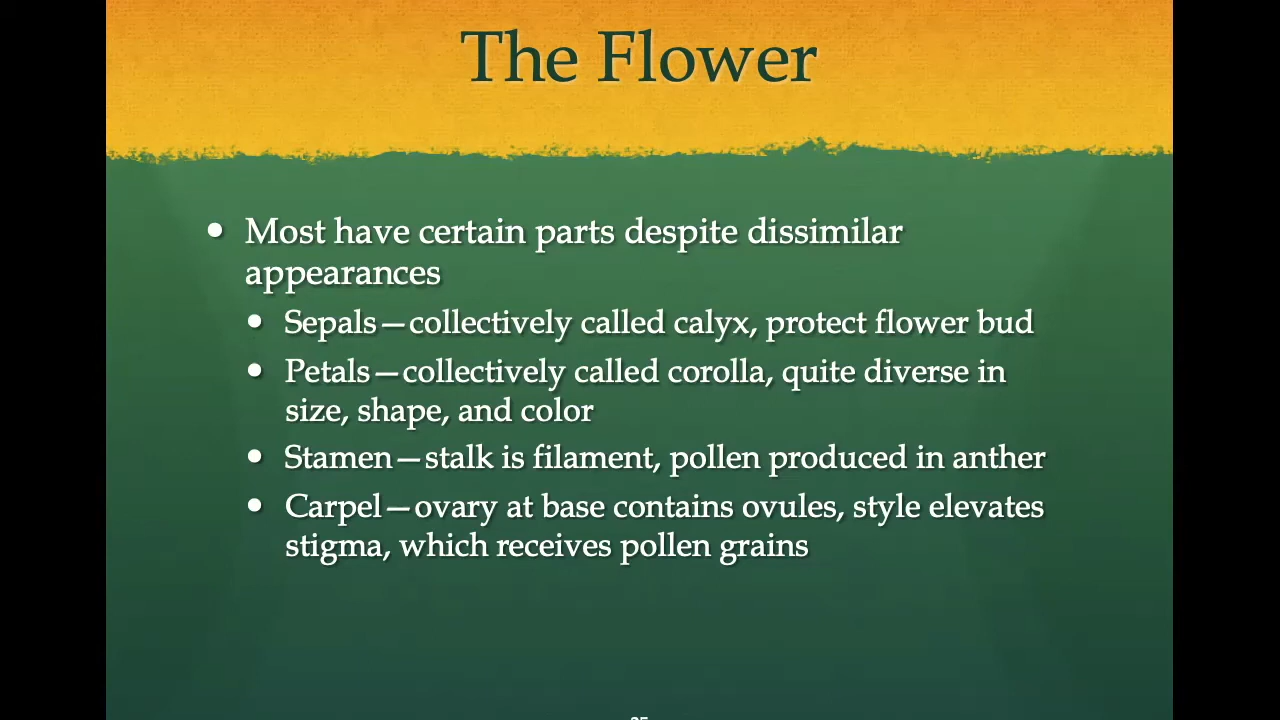 The Flower
• Most have certain parts despite dissimilar
appearances
• Sepals—collectively called calyx, protect flower bud
• Petals—collectively called corolla, quite diverse in
size, shape, and color
• Stamen—stalk is filament, pollen produced in anther
• Carpel—ovary at base contains ovules, style elevates
stigma, which receives pollen grains